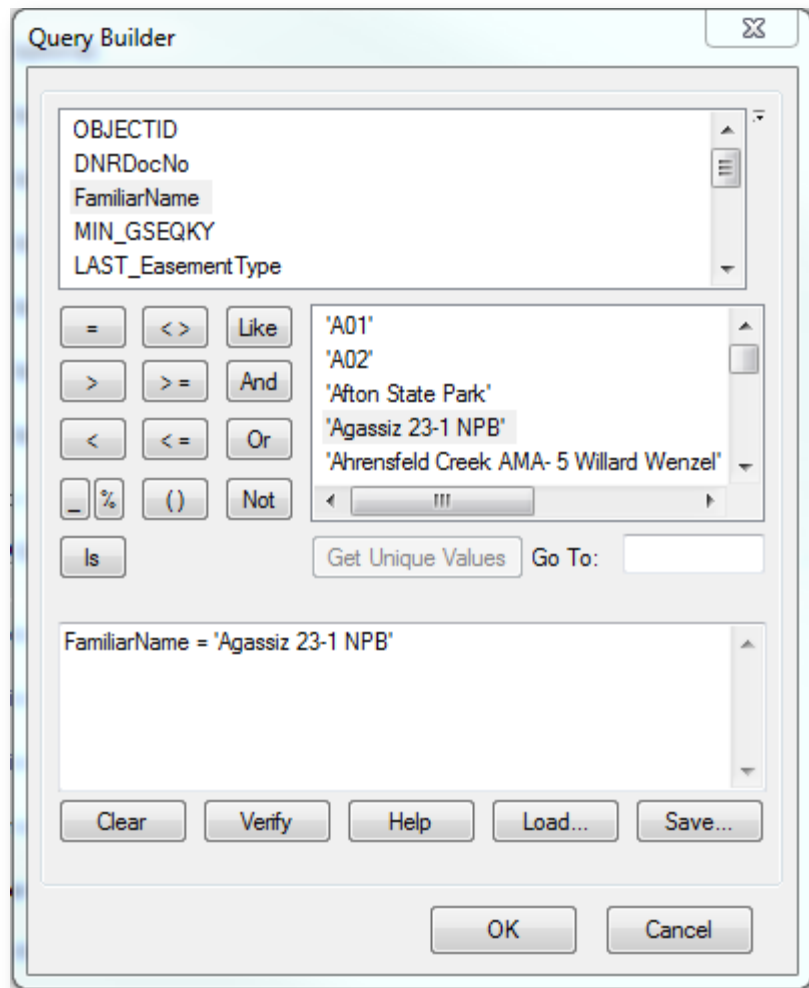 Query Builder
OBJECTID
DNRDocNo
FamiliarName
MIN_GSEQKY
LAST_EasementType
= <> Like
> >= And
< <= Or
_ % () Not
Is
'A01'
'A02'
'Afton State Park'
'Agassiz 23-1 NPB'
'Ahrensfeld Creek AMA- 5 Willard Wenzel'
Get Unique Values Go To:
FamiliarName = 'Agassiz 23-1 NPB'
Clear Verify Help Load... Save...
OK Cancel